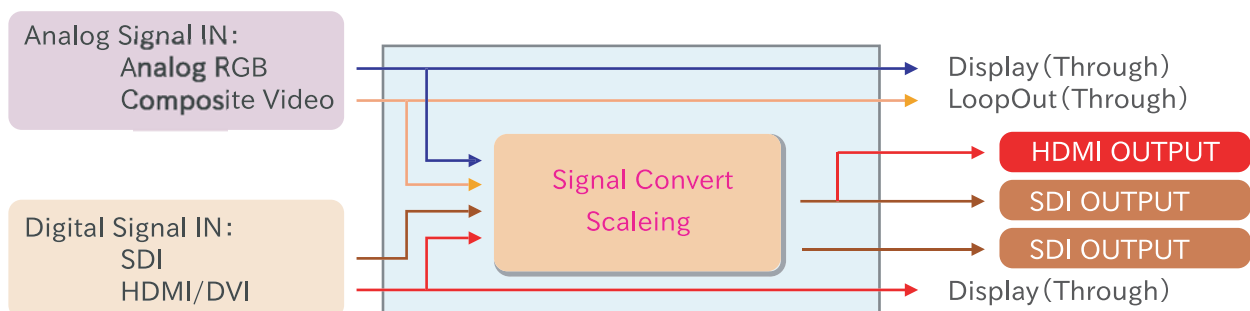 Analog Signal IN:
Analog RGB
Composite Video
Digital Signal IN:
SDI
HDMI/DVI
Signal Convert
Scaleing
Display(Through)
LoopOut(Through)
HDMI OUTPUT
SDI OUTPUT
SDI OUTPUT
Display(Through)